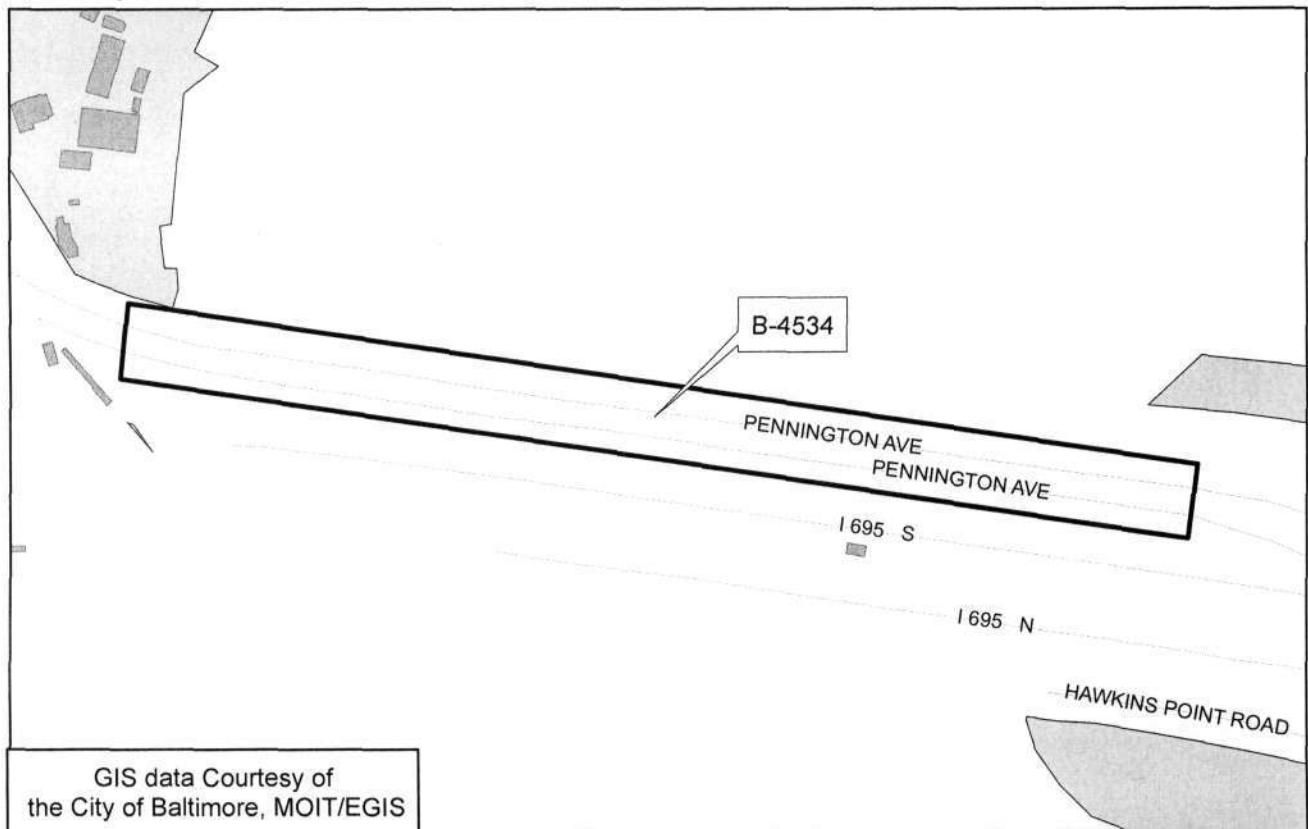 B-4534
PENNINGTON AVE
PENNINGTON AVE
I 695 S
I 695 N
HAWKINS POINT ROAD
GIS data Courtesy of
the City of Baltimore, MOIT/EGIS